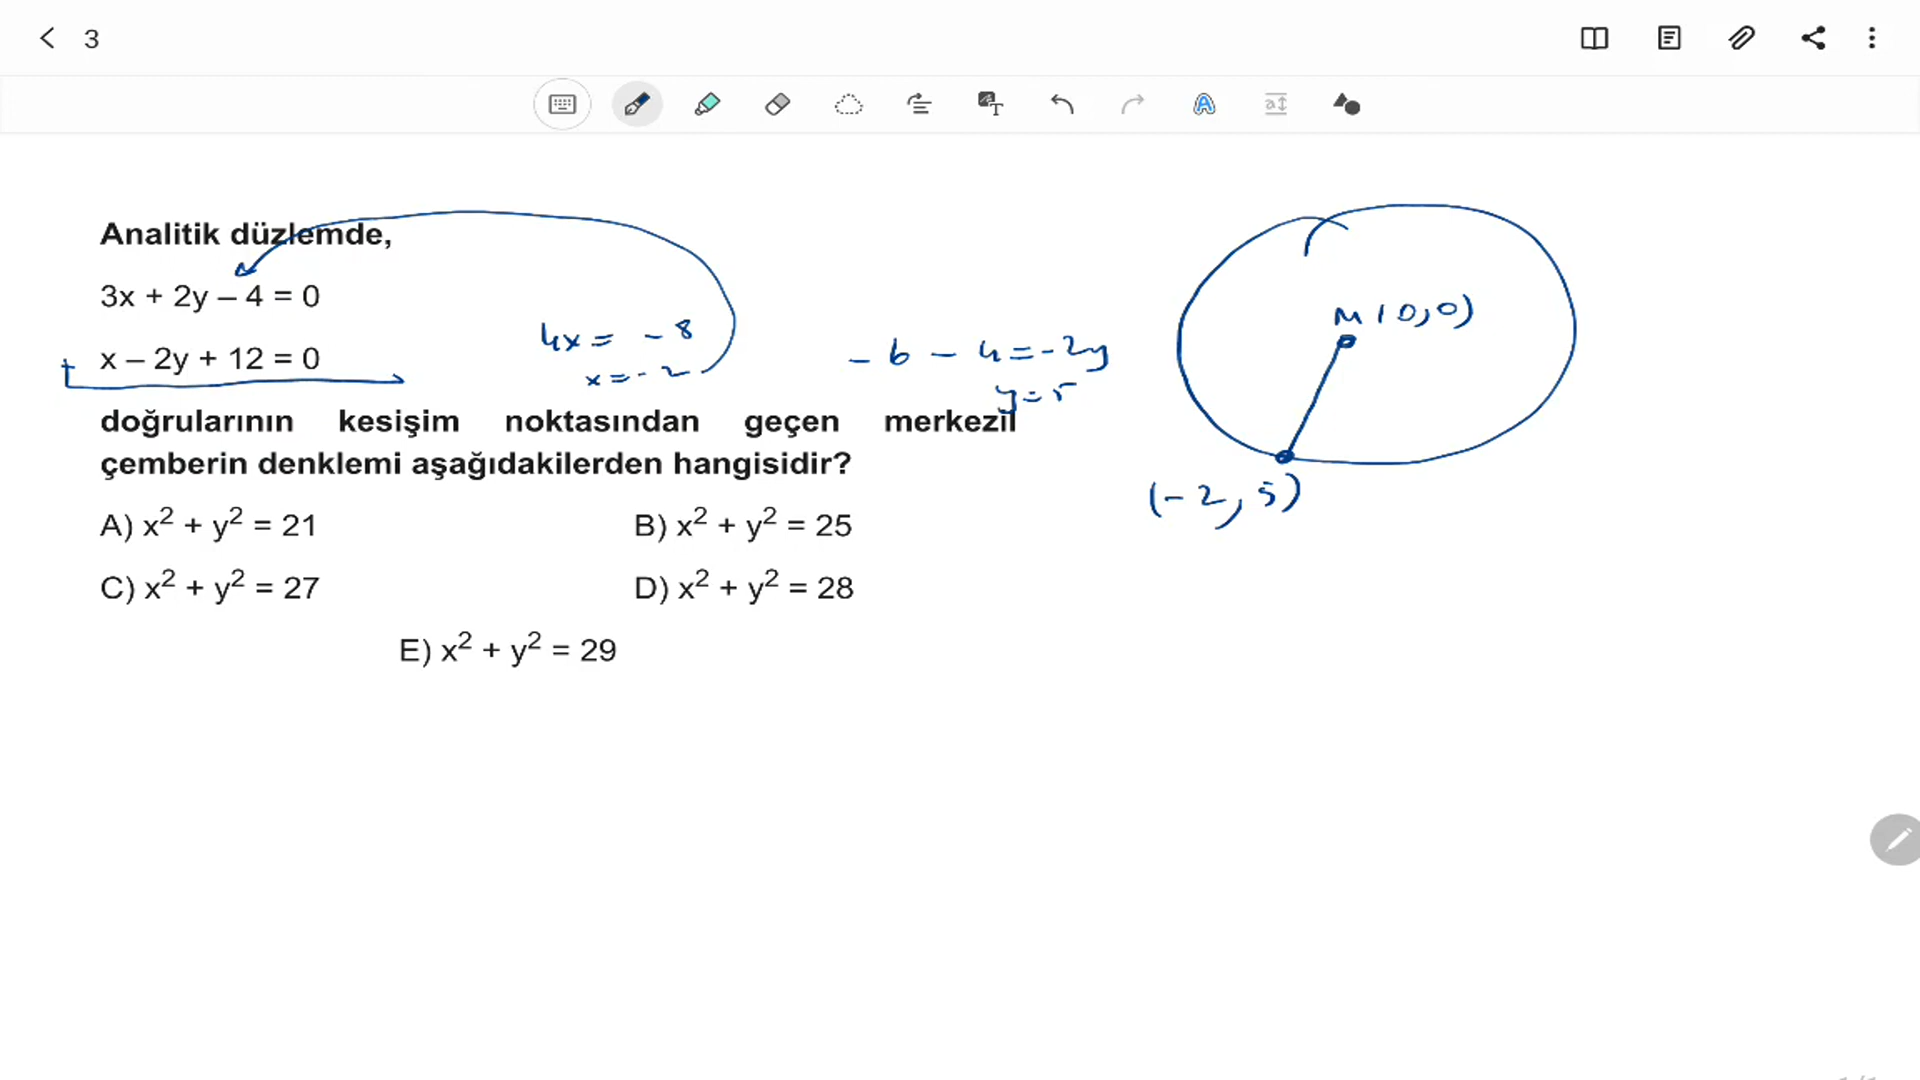 3
Analitik düzlemde,
3x + 2y – 4 = 0
x – 2y + 12 = 0
4x = -8
x = -2
-6 - 4 = -2y
y = 5
M(0,0)
(-2, 5)
doğrularının kesişim noktasından geçen merkezil
çemberin denklemi aşağıdakilerden hangisidir?
A) x² + y² = 21 B) x² + y² = 25
C) x² + y² = 27 D) x² + y² = 28
E) x² + y² = 29